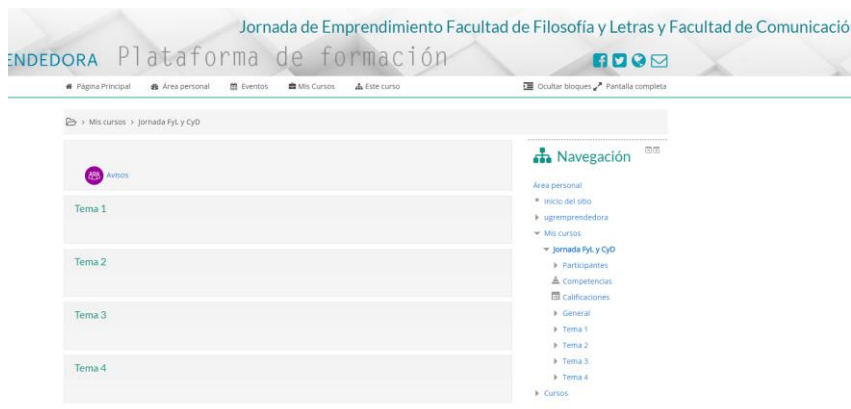 Jornada de Emprendimiento Facultad de Filosofía y Letras y Facultad de Comunicació
ENDEDORA Plataforma de formación
Página Principal Área personal Eventos Mis Cursos Este curso Ocultar bloques Pantalla completa
> Mis cursos > Jornada FyL y CyD
Avisos
Tema 1
Tema 2
Tema 3
Tema 4
Navegación
Área personal
Inicio del sitio
ugremprendedora
Mis cursos
Jornada FyL y CyD
Participantes
Competencias
Calificaciones
General
Tema 1
Tema 2
Tema 3
Tema 4
Cursos